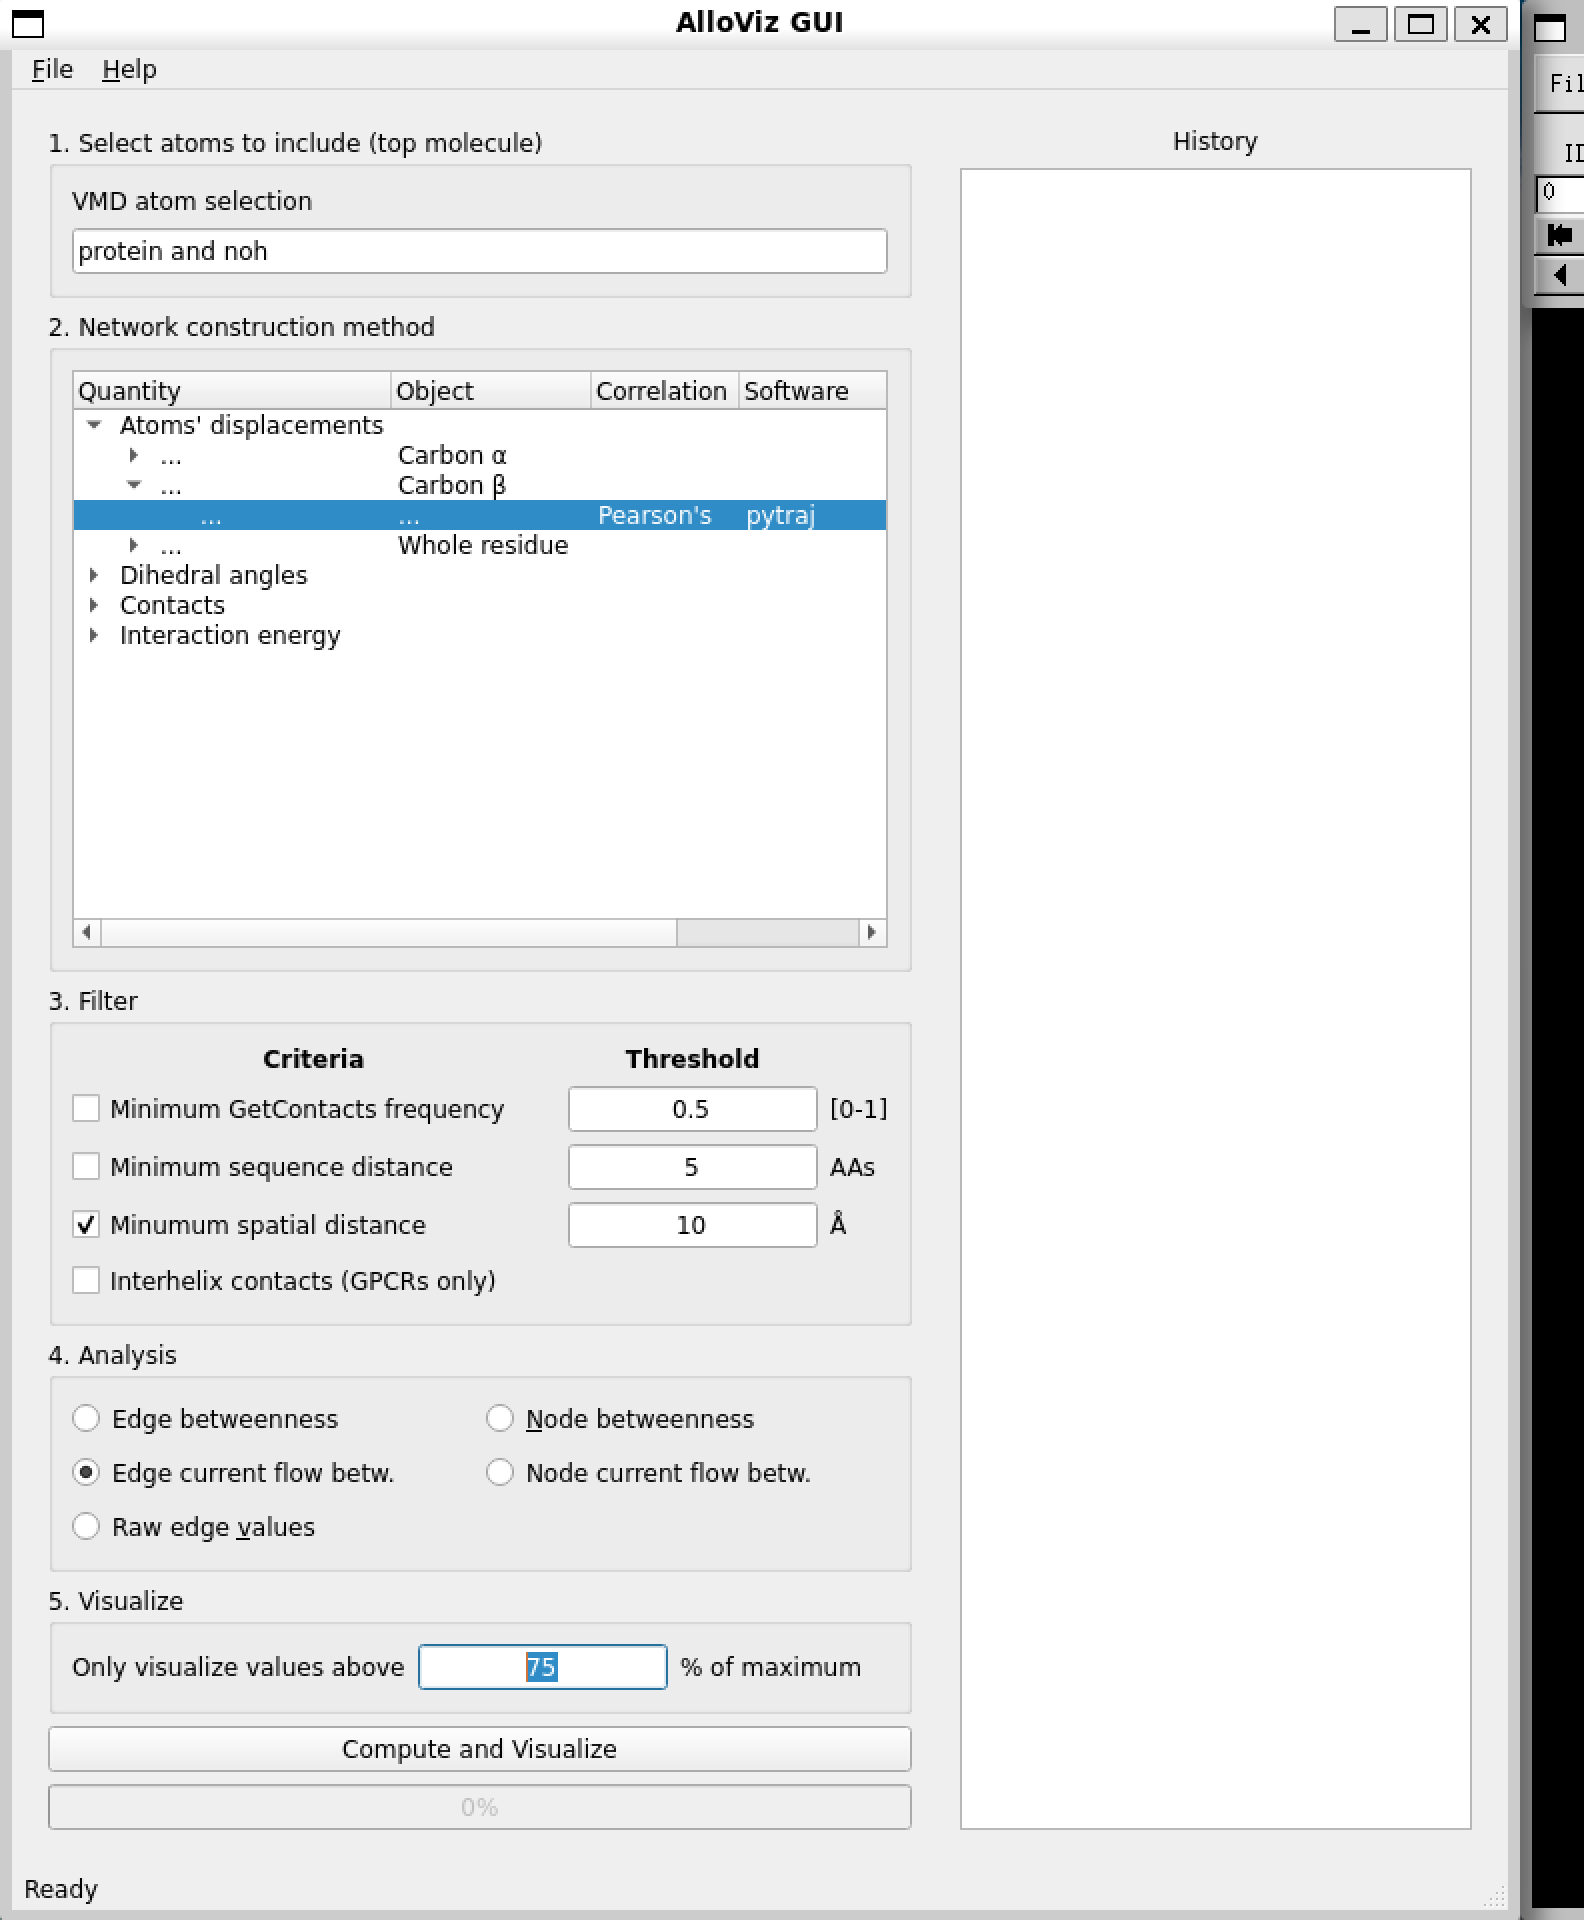 AlloViz GUI
File Help
1. Select atoms to include (top molecule)
VMD atom selection
protein and noh
2. Network construction method
Quantity Object Correlation Software
Atoms' displacements
... Carbon α
... Carbon β
... ... Pearson's pytraj
... Whole residue
Dihedral angles
Contacts
Interaction energy
3. Filter
Criteria Threshold
Minimum GetContacts frequency 0.5 [0-1]
Minimum sequence distance 5 AAs
Minumum spatial distance 10 Å
Interhelix contacts (GPCRs only)
4. Analysis
Edge betweenness Node betweenness
Edge current flow betw. Node current flow betw.
Raw edge values
5. Visualize
Only visualize values above 75 % of maximum
Compute and Visualize
0%
Ready
History
Fil
ID
0